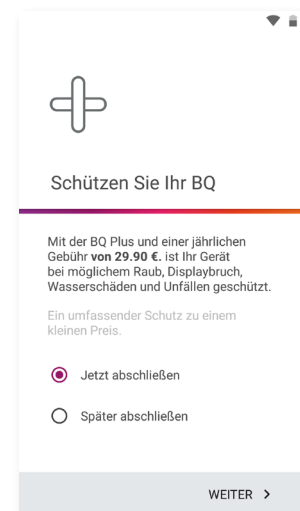 Schützen Sie Ihr BQ
Mit der BQ Plus und einer jährlichen
Gebühr von 29.90 €. ist Ihr Gerät
bei möglichem Raub, Displaybruch,
Wasserschäden und Unfällen geschützt.
Ein umfassender Schutz zu einem
kleinen Preis.
Jetzt abschließen
Später abschließen
WEITER